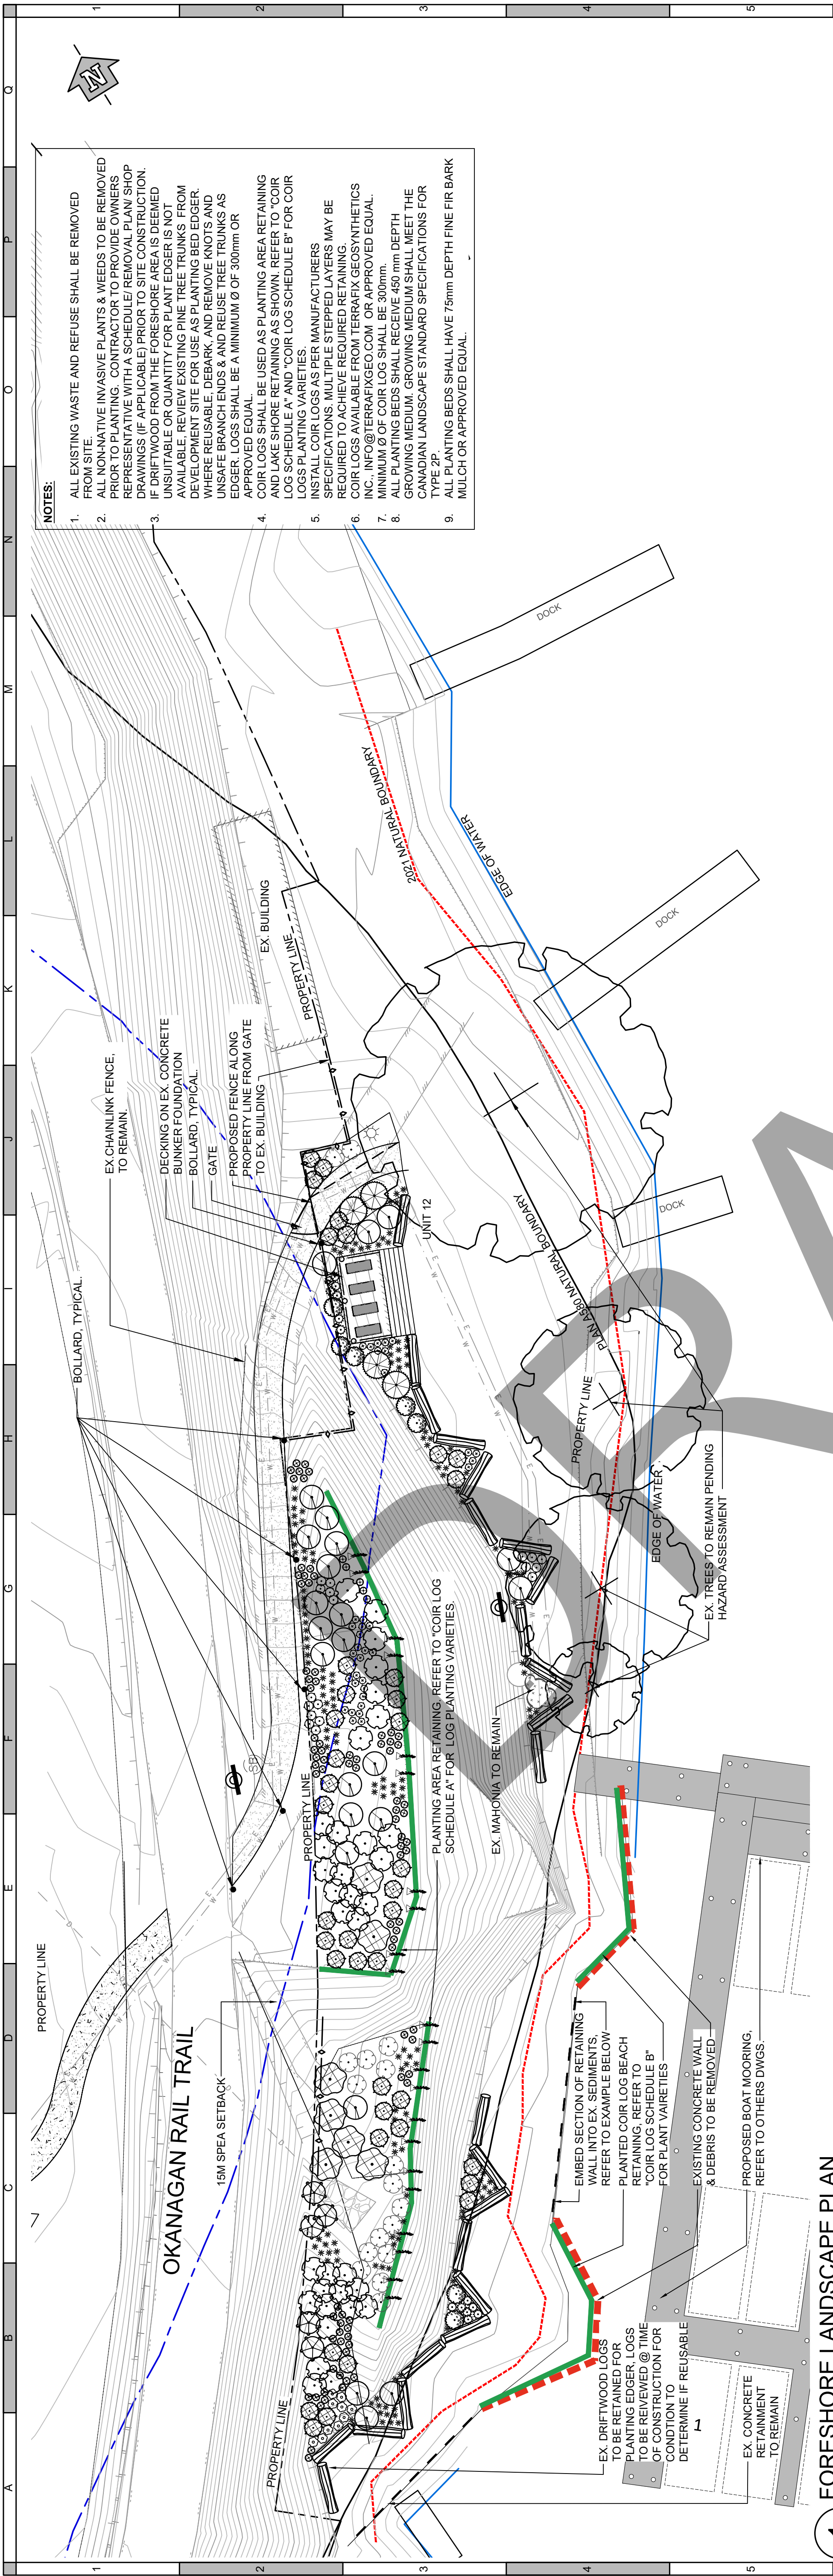 A
B
C
D
E
F
G
H
I
J
K
L
M
N
O
P
Q
1
2
3
4
5
1
2
3
4
5
N
NOTES:
1. ALL EXISTING WASTE AND REFUSE SHALL BE REMOVED
FROM SITE.
2. ALL NON-NATIVE INVASIVE PLANTS & WEEDS TO BE REMOVED
PRIOR TO PLANTING. CONTRACTOR TO PROVIDE OWNERS
REPRESENTATIVE WITH A SCHEDULE/ REMOVAL PLAN/ SHOP
DRAWINGS (IF APPLICABLE) PRIOR TO SITE CONSTRUCTION.
3. IF DRIFTWOOD FROM THE FORESHORE AREA IS DEEMED
UNSUITABLE OR QUANTITY FOR PLANT EDGER IS NOT
AVAILABLE, REVIEW EXISTING PINE TREE TRUNKS FROM
DEVELOPMENT SITE FOR USE AS PLANTING BED EDGER.
WHERE REUSABLE, DEBARK, AND REMOVE KNOTS AND
UNSAFE BRANCH ENDS & AND REUSE TREE TRUNKS AS
EDGER. LOGS SHALL BE A MINIMUM Ø OF 300mm OR
APPROVED EQUAL.
4. COIR LOGS SHALL BE USED AS PLANTING AREA RETAINING
AND LAKE SHORE RETAINING AS SHOWN. REFER TO "COIR
LOG SCHEDULE A" AND "COIR LOG SCHEDULE B" FOR COIR
LOGS PLANTING VARIETIES.
5. INSTALL COIR LOGS AS PER MANUFACTURERS
SPECIFICATIONS. MULTIPLE STEPPED LAYERS MAY BE
REQUIRED TO ACHIEVE REQUIRED RETAINING.
6. COIR LOGS AVAILABLE FROM TERRAFIX GEOSYNTHETICS
INC., INFO@TERRAFIXGEO.COM OR APPROVED EQUAL.
7. MINIMUM Ø OF COIR LOG SHALL BE 300mm.
8. ALL PLANTING BEDS SHALL RECEIVE 450 mm DEPTH
GROWING MEDIUM. GROWING MEDIUM SHALL MEET THE
CANADIAN LANDSCAPE STANDARD SPECIFICATIONS FOR
TYPE 2P.
9. ALL PLANTING BEDS SHALL HAVE 75mm DEPTH FINE FIR BARK
MULCH OR APPROVED EQUAL.
PROPERTY LINE
OKANAGAN RAIL TRAIL
15M SPEA SETBACK
BOLLARD, TYPICAL.
EX.CHAINLINK FENCE,
TO REMAIN.
DECKING ON EX. CONCRETE
BUNKER FOUNDATION
BOLLARD, TYPICAL.
GATE
PROPOSED FENCE ALONG
PROPERTY LINE FROM GATE
TO EX. BUILDING
EX. BUILDING
PROPERTY LINE
PROPERTY LINE
PROPERTY LINE
UNIT 12
2021 NATURAL BOUNDARY
EDGE OF WATER
DOCK
DOCK
DOCK
PLAN A580 NATURAL BOUNDARY
PROPERTY LINE
EDGE OF WATER
EX. TREES TO REMAIN PENDING
HAZARD ASSESSMENT
PLANTING AREA RETAINING, REFER TO "COIR LOG
SCHEDULE A" FOR LOG PLANTING VARIETIES.
EX. MAHONIA TO REMAIN
EMBED SECTION OF RETAINING
WALL INTO EX. SEDIMENTS,
REFER TO EXAMPLE BELOW
PLANTED COIR LOG BEACH
RETAINING, REFER TO
"COIR LOG SCHEDULE B"
FOR PLANT VAIRETIES
EXISTING CONCRETE WALL
& DEBRIS TO BE REMOVED
PROPOSED BOAT MOORING,
REFER TO OTHERS DWGS.
EX. DRIFTWOOD LOGS
TO BE RETAINED FOR
PLANTING EDGER, LOGS
TO BE REIVEWED @ TIME
OF CONSTRUCTION FOR
CONDTION TO
DETERMINE IF REUSABLE
1
EX. CONCRETE
RETAINMENT
TO REMAIN
1 FORESHORE LANDSCAPE PLAN